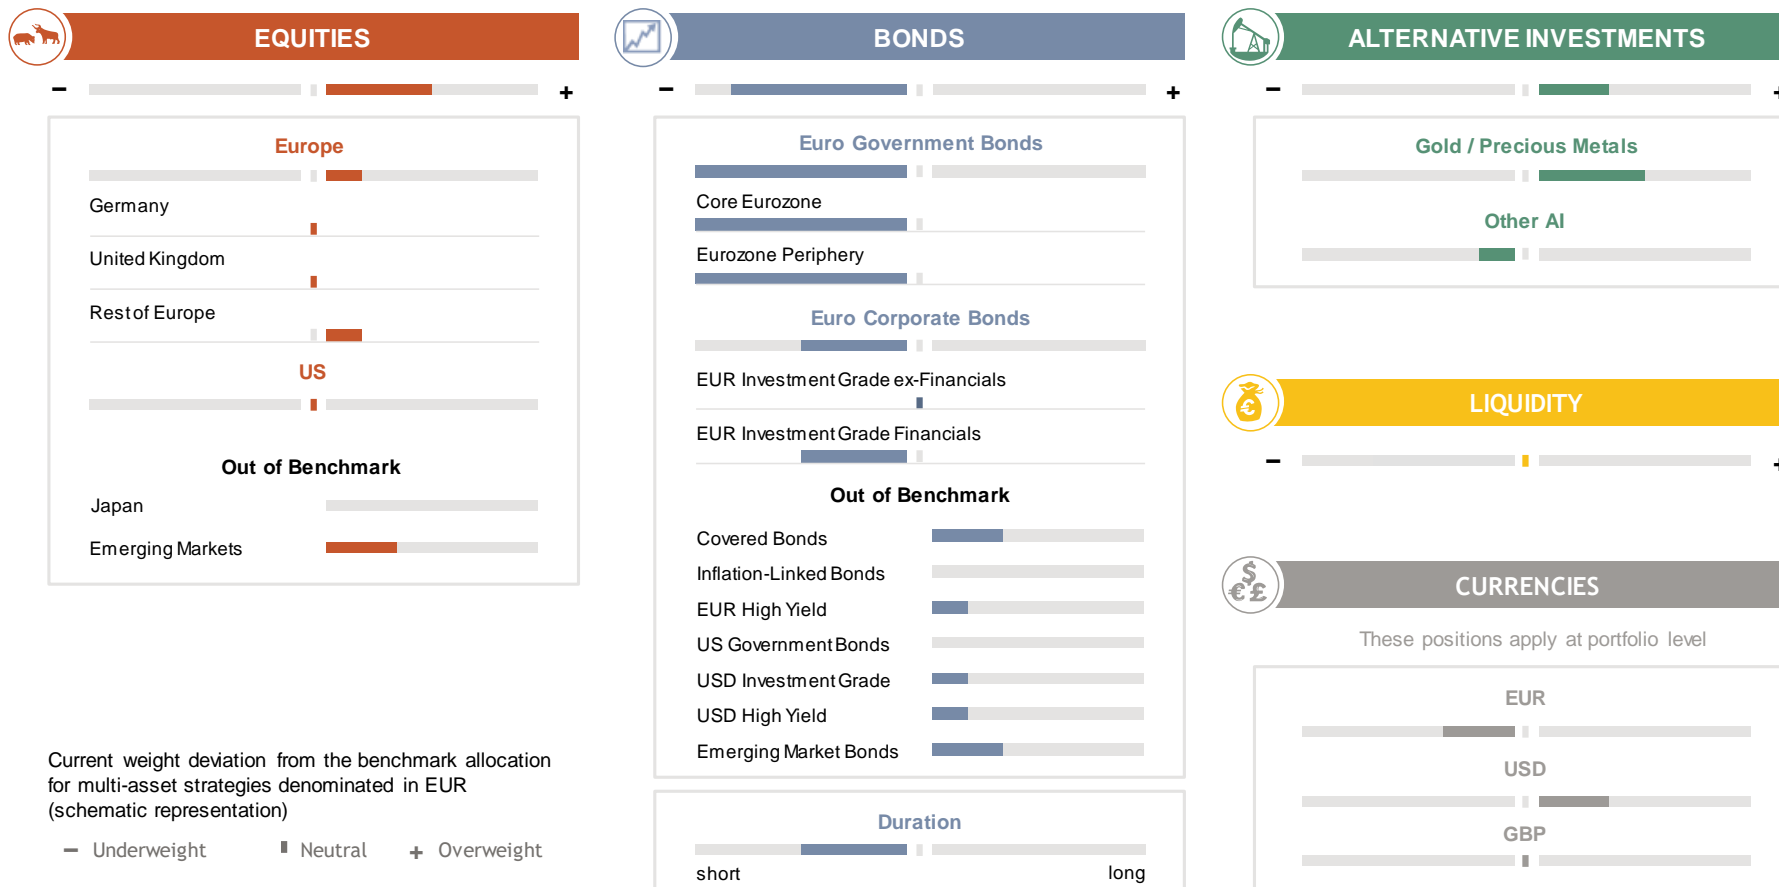 EQUITIES
– +
Europe
Germany
United Kingdom
Rest of Europe
US
Out of Benchmark
Japan
Emerging Markets
Current weight deviation from the benchmark allocation
for multi-asset strategies denominated in EUR
(schematic representation)
– Underweight Neutral + Overweight
BONDS
– +
Euro Government Bonds
Core Eurozone
Eurozone Periphery
Euro Corporate Bonds
EUR Investment Grade ex-Financials
EUR Investment Grade Financials
Out of Benchmark
Covered Bonds
Inflation-Linked Bonds
EUR High Yield
US Government Bonds
USD Investment Grade
USD High Yield
Emerging Market Bonds
Duration
short long
ALTERNATIVE INVESTMENTS
– +
Gold / Precious Metals
Other AI
€
LIQUIDITY
– +
$
€ £
CURRENCIES
These positions apply at portfolio level
EUR
USD
GBP